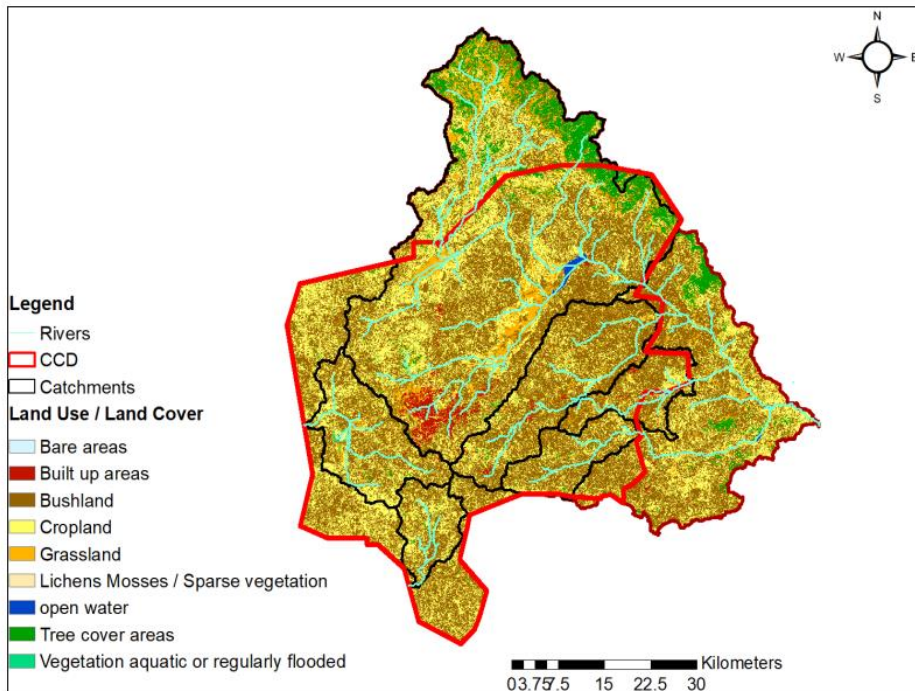 N
W E
S
Legend
Rivers
CCD
Catchments
Land Use / Land Cover
Bare areas
Built up areas
Bushland
Cropland
Grassland
Lichens Mosses / Sparse vegetation
open water
Tree cover areas
Vegetation aquatic or regularly flooded
Kilometers
03.757.5 15 22.5 30